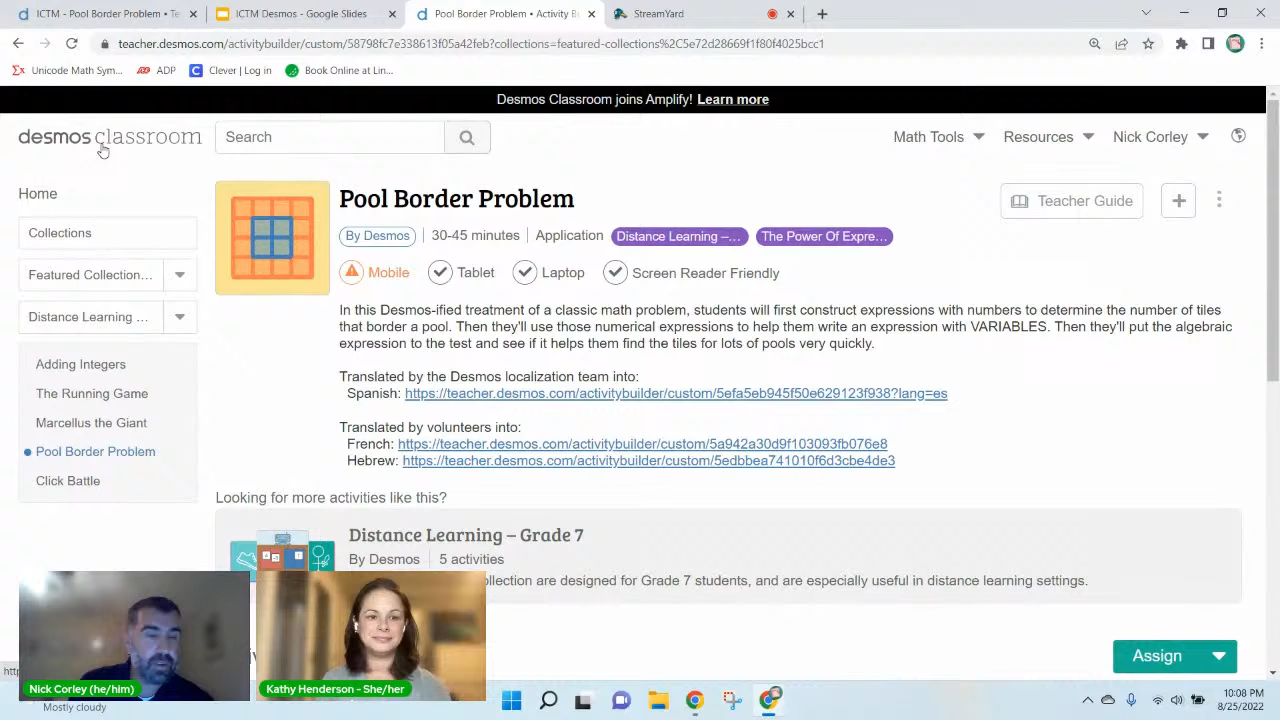 ICTM - Border Problem - Te
ICTM Desmos - Google Slides
Pool Border Problem • Activity B
StreamYard
teacher.desmos.com/activitybuilder/custom/58798fc7e338613f05a42feb?collections=featured-collections%2C5e72d28669f1f80f4025bcc1
Unicode Math Sym...
ADP
Clever | Log in
Book Online at Lin...
Desmos Classroom joins Amplify! Learn more
desmos classroom
Search
Math Tools
Resources
Nick Corley
Home
Collections
Featured Collection...
Distance Learning ...
Adding Integers
The Running Game
Marcellus the Giant
Pool Border Problem
Click Battle
Pool Border Problem
Teacher Guide
By Desmos
30-45 minutes
Application
Distance Learning –...
The Power Of Expre...
Mobile
Tablet
Laptop
Screen Reader Friendly
In this Desmos-ified treatment of a classic math problem, students will first construct expressions with numbers to determine the number of tiles
that border a pool. Then they'll use those numerical expressions to help them write an expression with VARIABLES. Then they'll put the algebraic
expression to the test and see if it helps them find the tiles for lots of pools very quickly.
Translated by the Desmos localization team into:
Spanish: https://teacher.desmos.com/activitybuilder/custom/5efa5eb945f50e629123f938?lang=es
Translated by volunteers into:
French: https://teacher.desmos.com/activitybuilder/custom/5a942a30d9f103093fb076e8
Hebrew: https://teacher.desmos.com/activitybuilder/custom/5edbbea741010f6d3cbe4de3
Looking for more activities like this?
Distance Learning – Grade 7
By Desmos
5 activities
ollection are designed for Grade 7 students, and are especially useful in distance learning settings.
Assign
Nick Corley (he/him)
Kathy Henderson - She/her
Mostly cloudy
10:08 PM
8/25/2022